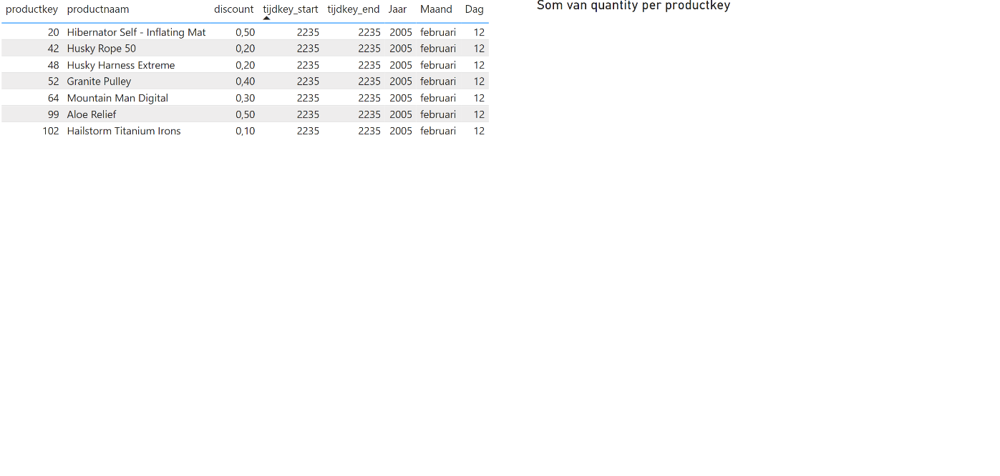 productkey productnaam discount tijdkey_start tijdkey_end Jaar Maand Dag
20 Hibernator Self - Inflating Mat 0,50 2235 2235 2005 februari 12
42 Husky Rope 50 0,20 2235 2235 2005 februari 12
48 Husky Harness Extreme 0,20 2235 2235 2005 februari 12
52 Granite Pulley 0,40 2235 2235 2005 februari 12
64 Mountain Man Digital 0,30 2235 2235 2005 februari 12
99 Aloe Relief 0,50 2235 2235 2005 februari 12
102 Hailstorm Titanium Irons 0,10 2235 2235 2005 februari 12
Som van quantity per productkey